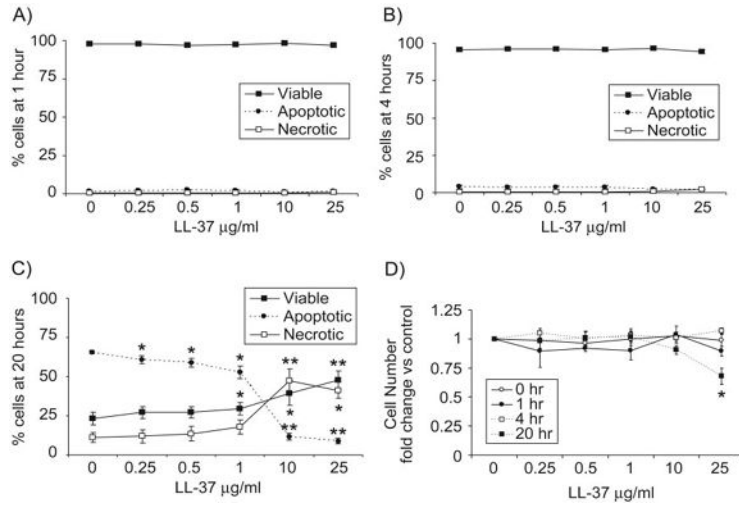 A)
100
75
50
25
0
% cells at 1 hour
Viable
Apoptotic
Necrotic
0 0.25 0.5 1 10 25
LL-37 µg/ml
B)
100
75
50
25
0
% cells at 4 hours
Viable
Apoptotic
Necrotic
0 0.25 0.5 1 10 25
LL-37 µg/ml
C)
100
75
50
25
0
% cells at 20 hours
Viable
Apoptotic
Necrotic
* * * ** **
* * *
** **
0 0.25 0.5 1 10 25
LL-37 µg/ml
D)
1.25
1
0.75
0.5
0.25
0
Cell Number
fold change vs control
0 hr
1 hr
4 hr
20 hr
*
0 0.25 0.5 1 10 25
LL-37 µg/ml